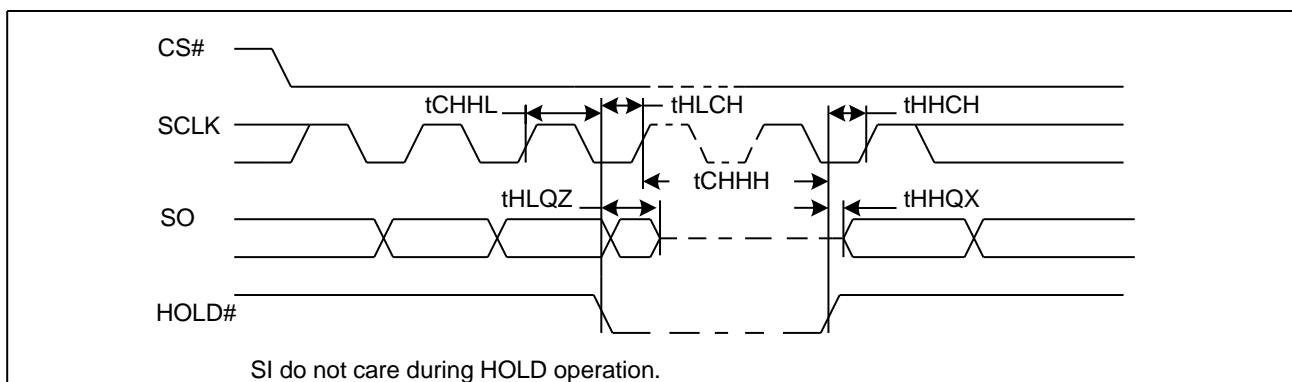 CS#
tCHHL
tHLCH
tHHCH
SCLK
tCHHH
tHLQZ
tHHQX
SO
HOLD#
SI do not care during HOLD operation.